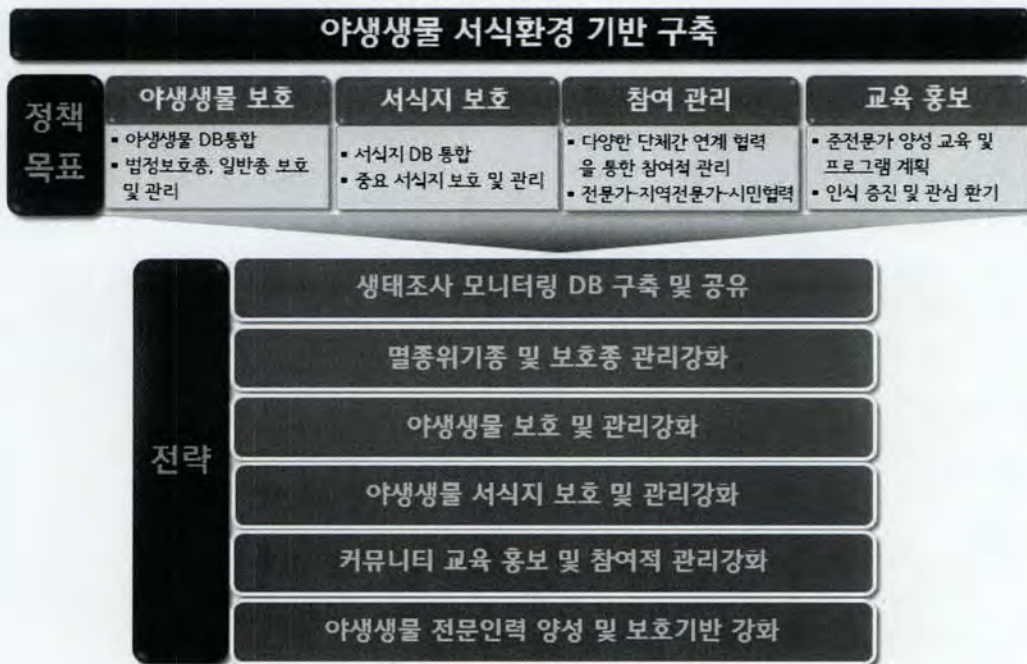 야생생물 서식환경 기반 구축
정책
목표
야생생물 보호
▪ 야생생물 DB통합
▪ 법정보호종, 일반종 보호
및 관리
서식지 보호
▪ 서식지 DB 통합
▪ 중요 서식지 보호 및 관리
참여 관리
▪ 다양한 단체간 연계 협력
을 통한 참여적 관리
▪ 전문가-지역전문가-시민협력
교육 홍보
▪ 준전문가 양성 교육 및
프로그램 계획
▪ 인식 증진 및 관심 환기
전략
생태조사 모니터링 DB 구축 및 공유
멸종위기종 및 보호종 관리강화
야생생물 보호 및 관리강화
야생생물 서식지 보호 및 관리강화
커뮤니티 교육 홍보 및 참여적 관리강화
야생생물 전문인력 양성 및 보호기반 강화